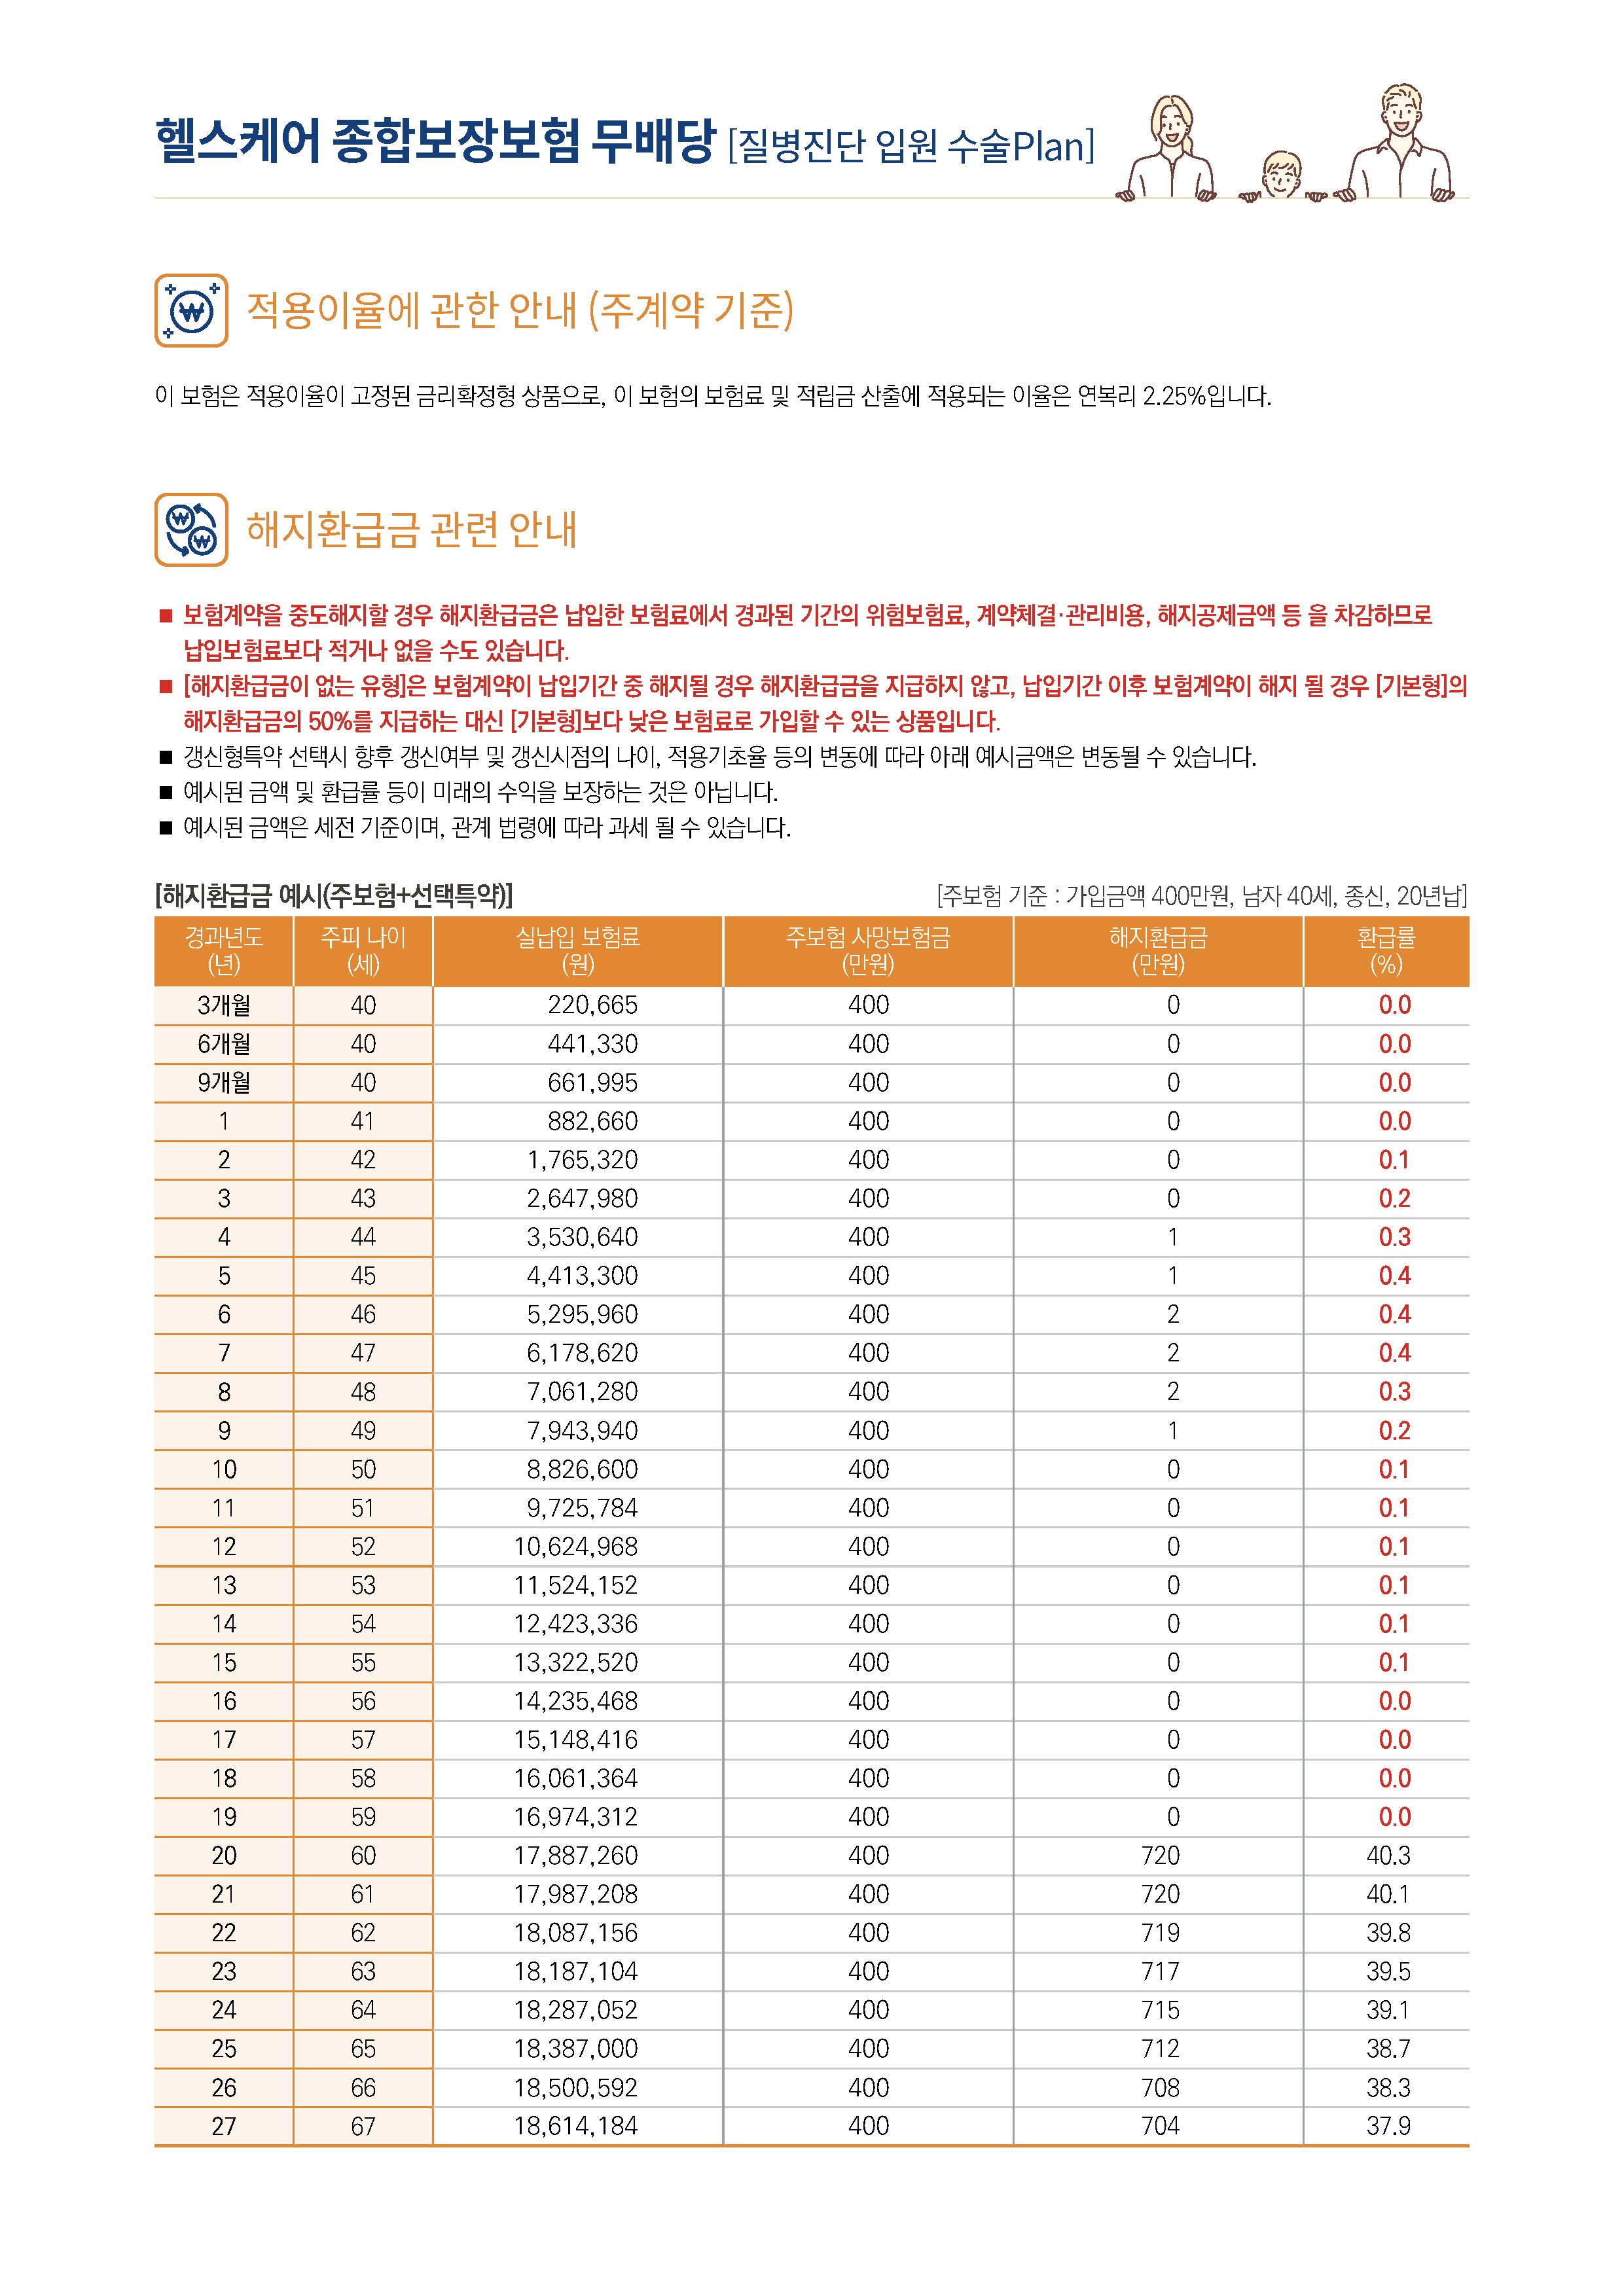 헬스케어 종합보장보험 무배당 [질병진단 입원 수술Plan]
적용이율에 관한 안내 (주계약 기준)
이 보험은 적용이율이 고정된 금리확정형 상품으로, 이 보험의 보험료 및 적립금 산출에 적용되는 이율은 연복리 2.25%입니다.
해지환급금 관련 안내
■ 보험계약을 중도해지할 경우 해지환급금은 납입한 보험료에서 경과된 기간의 위험보험료, 계약체결·관리비용, 해지공제금액 등 을 차감하므로
납입보험료보다 적거나 없을 수도 있습니다.
■ [해지환급금이 없는 유형]은 보험계약이 납입기간 중 해지될 경우 해지환급금을 지급하지 않고, 납입기간 이후 보험계약이 해지 될 경우 [기본형]의
해지환급금의 50%를 지급하는 대신 [기본형]보다 낮은 보험료로 가입할 수 있는 상품입니다.
■ 갱신형특약 선택시 향후 갱신여부 및 갱신시점의 나이, 적용기초율 등의 변동에 따라 아래 예시금액은 변동될 수 있습니다.
■ 예시된 금액 및 환급률 등이 미래의 수익을 보장하는 것은 아닙니다.
■ 예시된 금액은 세전 기준이며, 관계 법령에 따라 과세 될 수 있습니다.
[해지환급금 예시(주보험+선택특약)] [주보험 기준 : 가입금액 400만원, 남자 40세, 종신, 20년납]
경과년도 주피 나이 실납입 보험료 주보험 사망보험금 해지환급금 환급률
(년) (세) (원) (만원) (만원) (%)
3개월 40 220,665 400 0 0.0
6개월 40 441,330 400 0 0.0
9개월 40 661,995 400 0 0.0
1 41 882,660 400 0 0.0
2 42 1,765,320 400 0 0.1
3 43 2,647,980 400 0 0.2
4 44 3,530,640 400 1 0.3
5 45 4,413,300 400 1 0.4
6 46 5,295,960 400 2 0.4
7 47 6,178,620 400 2 0.4
8 48 7,061,280 400 2 0.3
9 49 7,943,940 400 1 0.2
10 50 8,826,600 400 0 0.1
11 51 9,725,784 400 0 0.1
12 52 10,624,968 400 0 0.1
13 53 11,524,152 400 0 0.1
14 54 12,423,336 400 0 0.1
15 55 13,322,520 400 0 0.1
16 56 14,235,468 400 0 0.0
17 57 15,148,416 400 0 0.0
18 58 16,061,364 400 0 0.0
19 59 16,974,312 400 0 0.0
20 60 17,887,260 400 720 40.3
21 61 17,987,208 400 720 40.1
22 62 18,087,156 400 719 39.8
23 63 18,187,104 400 717 39.5
24 64 18,287,052 400 715 39.1
25 65 18,387,000 400 712 38.7
26 66 18,500,592 400 708 38.3
27 67 18,614,184 400 704 37.9